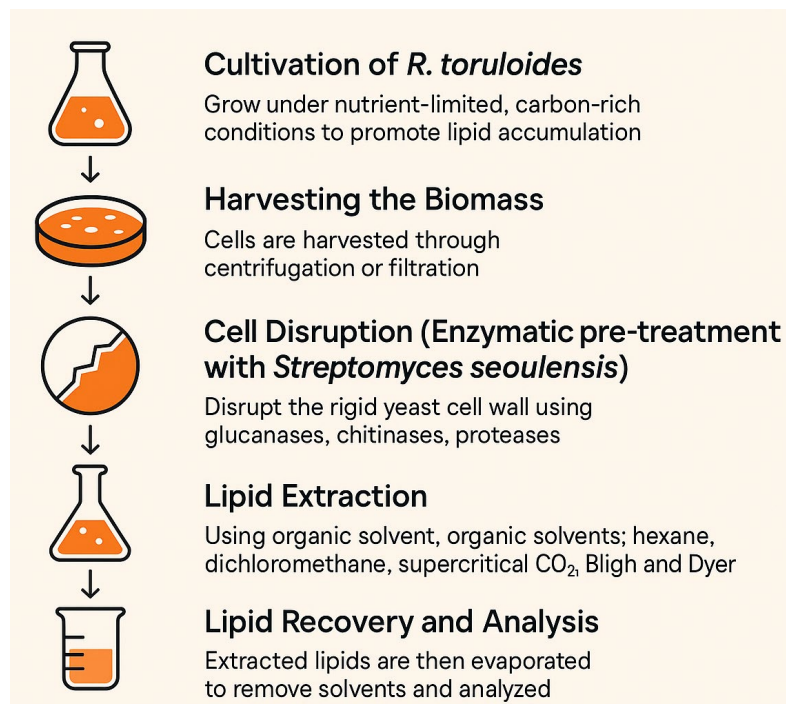 Cultivation of R. toruloides
Grow under nutrient-limited, carbon-rich
conditions to promote lipid accumulation
Harvesting the Biomass
Cells are harvested through
centrifugation or filtration
Cell Disruption (Enzymatic pre-treatment
with Streptomyces seoulensis)
Disrupt the rigid yeast cell wall using
glucanases, chitinases, proteases
Lipid Extraction
Using organic solvent, organic solvents; hexane,
dichloromethane, supercritical CO₂, Bligh and Dyer
Lipid Recovery and Analysis
Extracted lipids are then evaporated
to remove solvents and analyzed